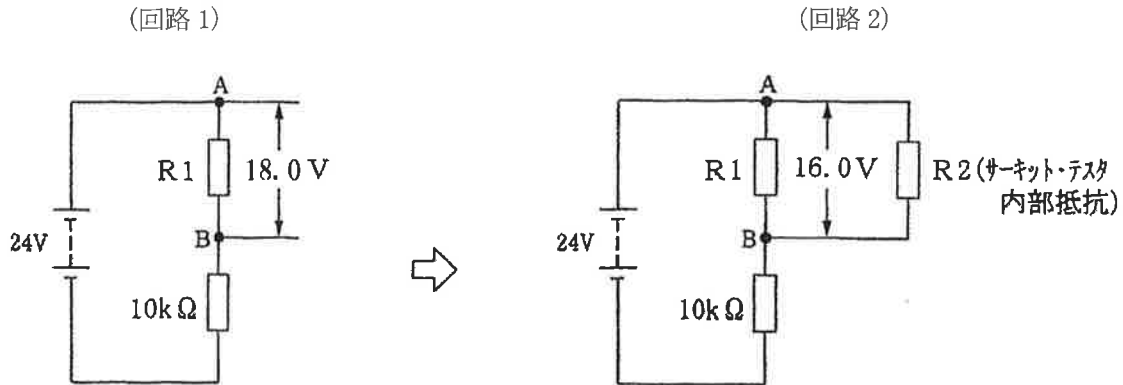 (回路 1)
A
R1
18.0V
24V
B
10kΩ
(回路 2)
A
R1
16.0V
R2(サーキット・テスタ
内部抵抗)
24V
B
10kΩ